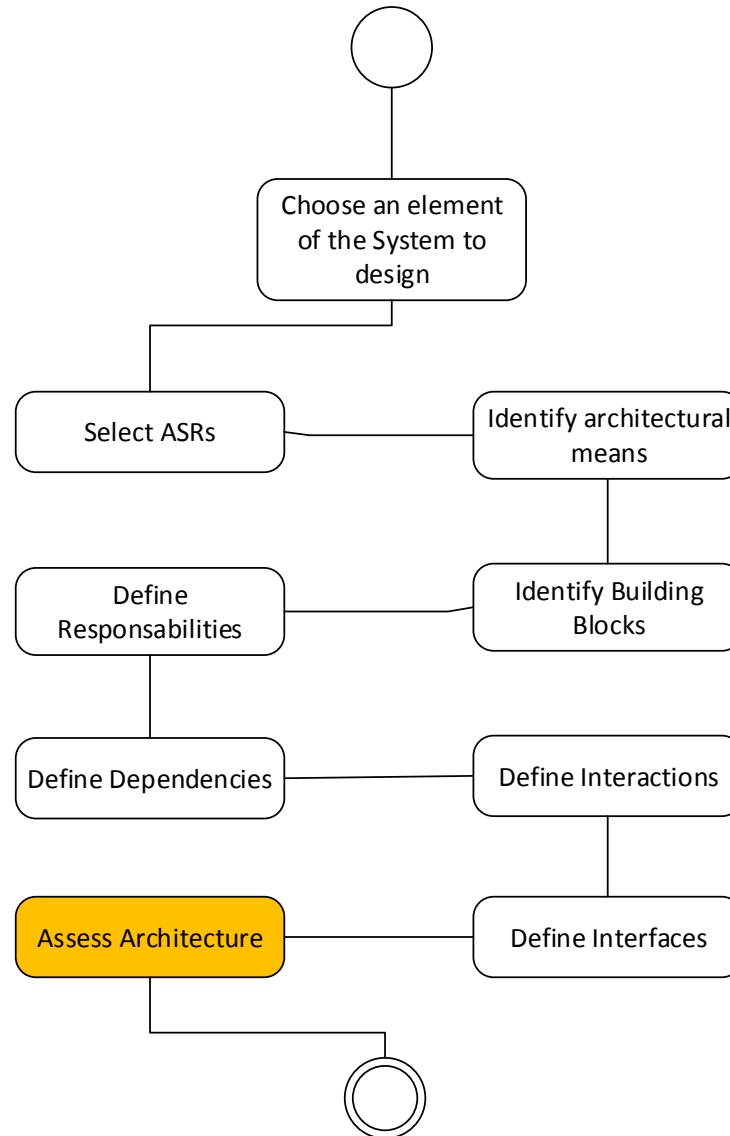 Choose an element
of the System to
design
Select ASRs
Identify architectural
means
Define
Responsabilities
Identify Building
Blocks
Define Dependencies
Define Interactions
Assess Architecture
Define Interfaces